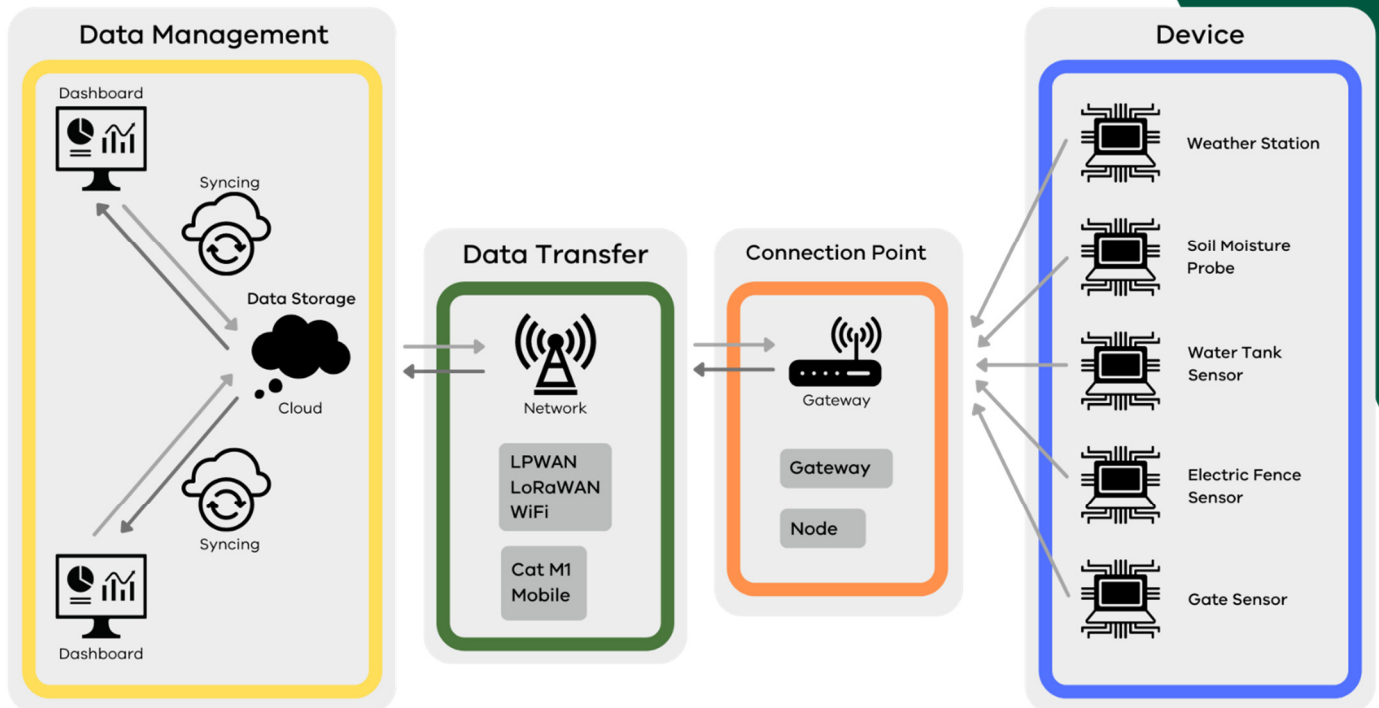 Data Management
Dashboard
Syncing
Data Storage
Cloud
Syncing
Dashboard
Data Transfer
Network
LPWAN
LoRaWAN
WiFi
Cat M1
Mobile
Connection Point
Gateway
Gateway
Node
Device
Weather Station
Soil Moisture
Probe
Water Tank
Sensor
Electric Fence
Sensor
Gate Sensor